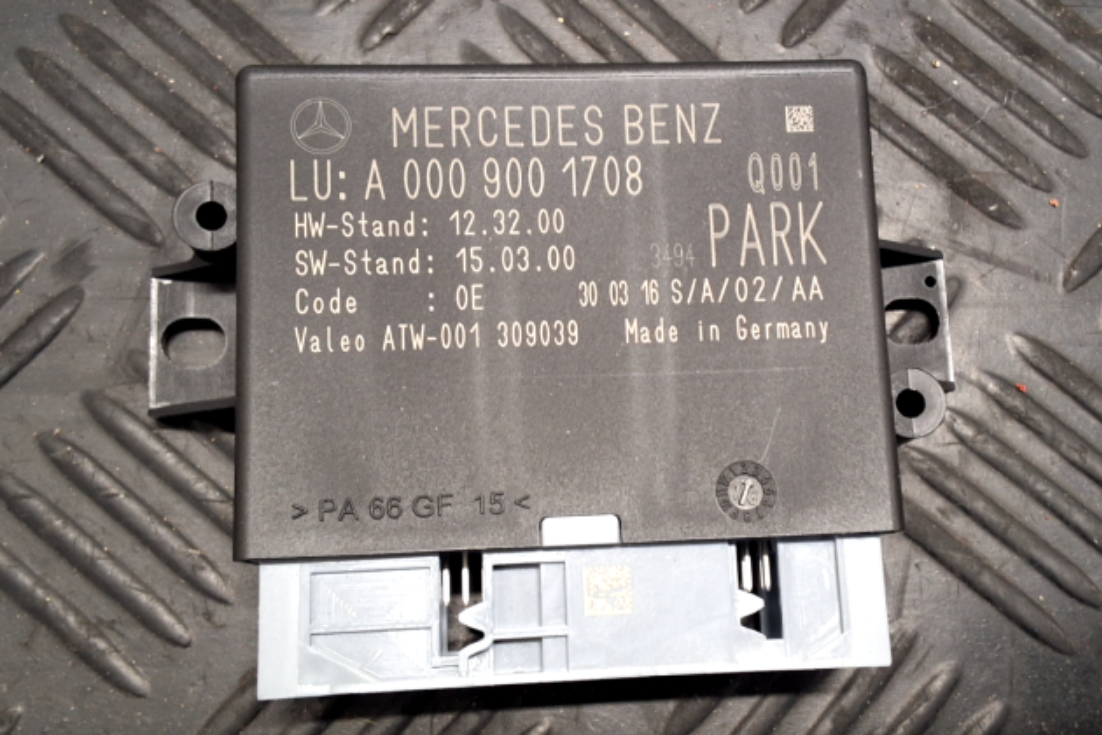 MERCEDES BENZ
LU: A 000 900 1708 Q001
HW-Stand: 12.32.00
PARK
SW-Stand: 15.03.00 3494
Code : 0E 30 03 16 S/A/02/AA
Valeo ATW-001 309039 Made in Germany
> PA 66 GF 15 <